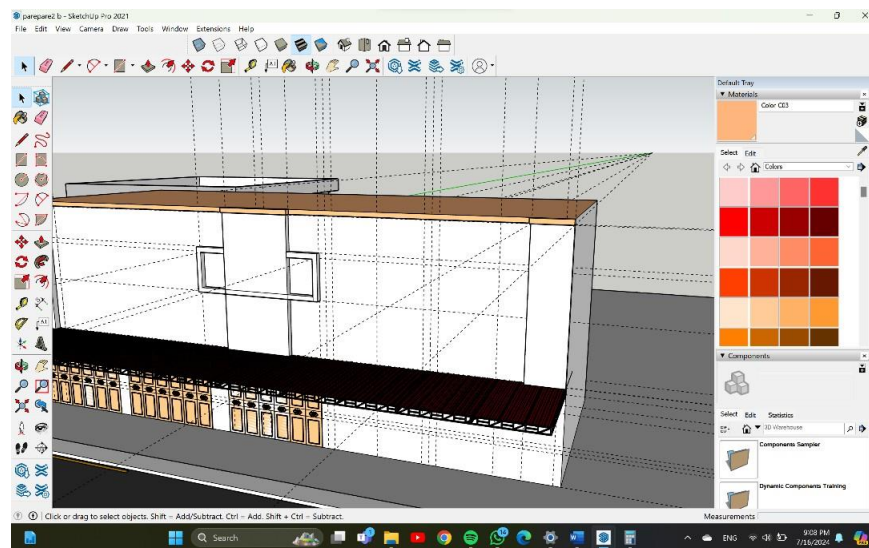 parepare2 b - SketchUp Pro 2021
File Edit View Camera Draw Tools Window Extensions Help
Default Tray
Materials
Color C03
Select Edit
Colors
Components
Select Edit Statistics
3D Warehouse
Components Sampler
Dynamic Components Training
Click or drag to select objects. Shift - Add/Subtract. Ctrl - Add. Shift + Ctrl - Subtract.
Measurements
Search
ENG
9:08 PM
7/16/2024